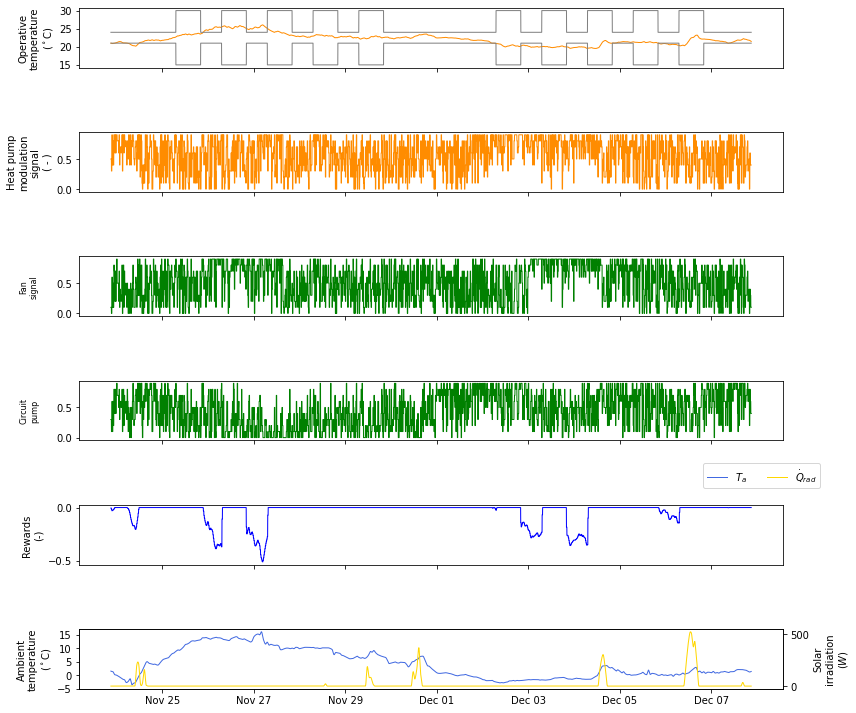 Operative
temperature
(°C)
30
25
20
15
Heat pump
modulation
signal
( - )
0.5
0.0
Fan
signal
0.5
0.0
Circuit
pump
0.5
0.0
T_a
Q̇_rad
Rewards
(-)
0.0
−0.5
Ambient
temperature
(°C)
15
10
5
0
−5
500
0
Solar
irradiation
(W)
Nov 25
Nov 27
Nov 29
Dec 01
Dec 03
Dec 05
Dec 07